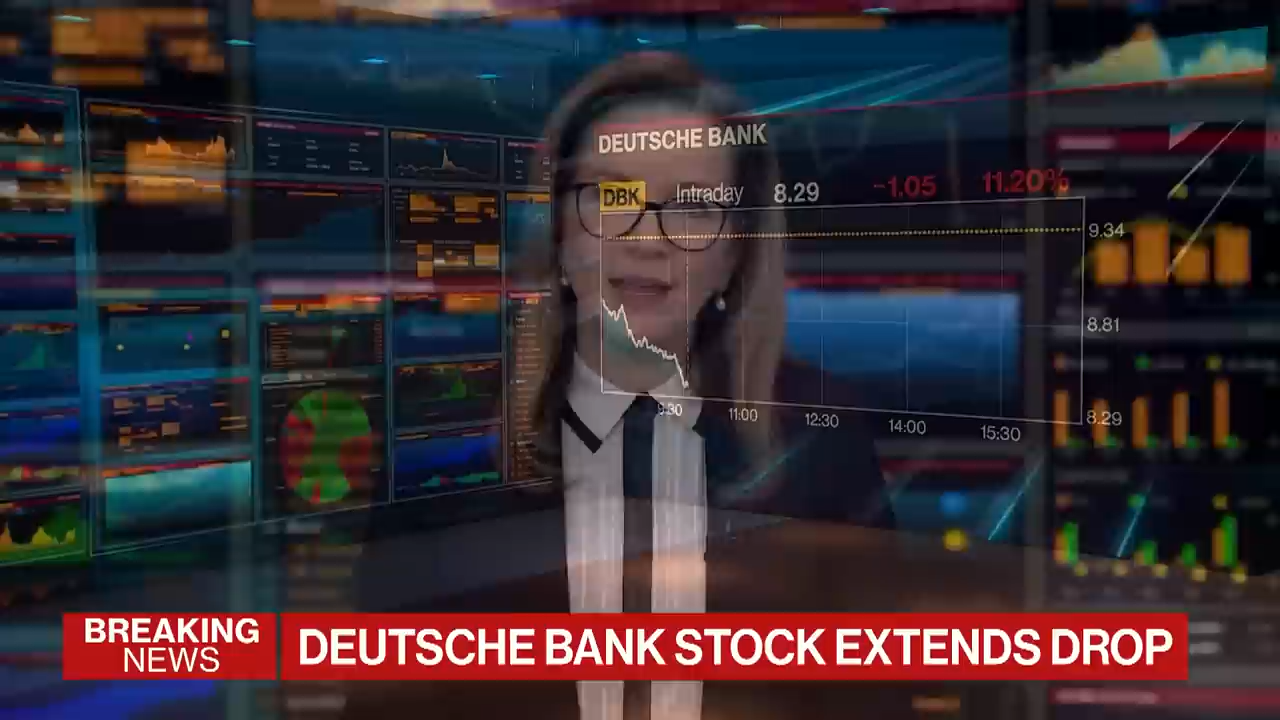 DEUTSCHE BANK
DBK Intraday 8.29 -1.05 11.20%
9.34
8.81
8.29
9:30 11:00 12:30 14:00 15:30
BREAKING NEWS
DEUTSCHE BANK STOCK EXTENDS DROP